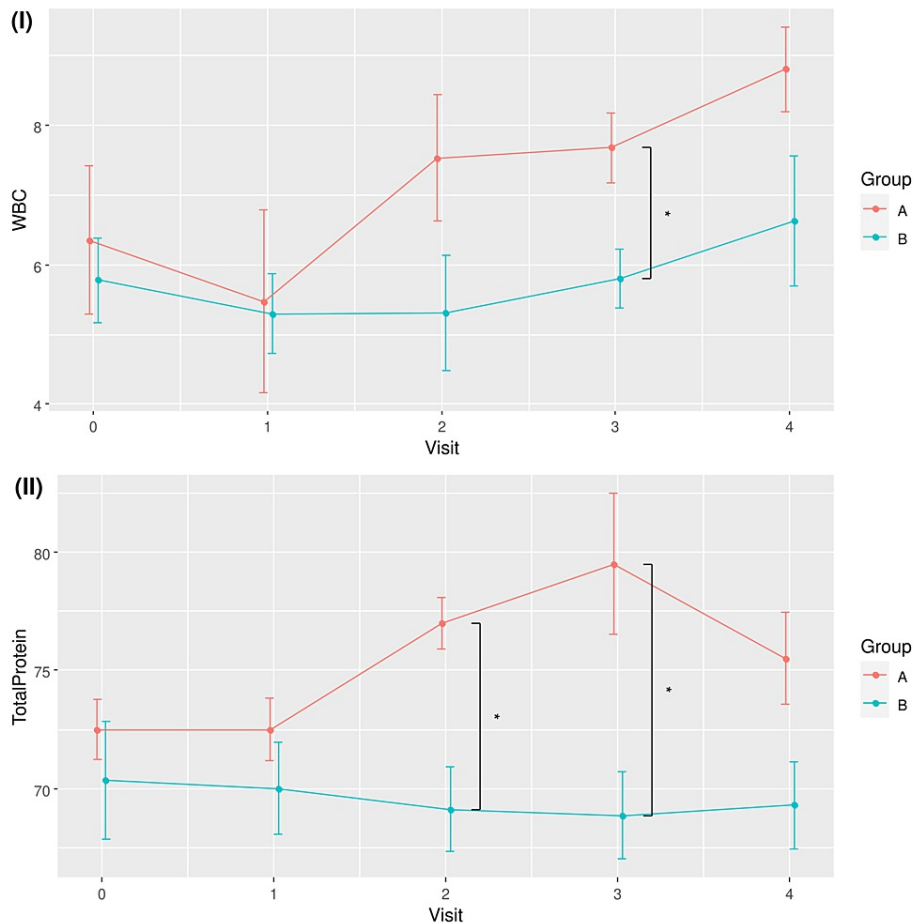 (I)
WBC
8
6
4
*
0 1 2 3 4
Visit
Group
A
B
(II)
TotalProtein
80
75
70
*
*
0 1 2 3 4
Visit
Group
A
B